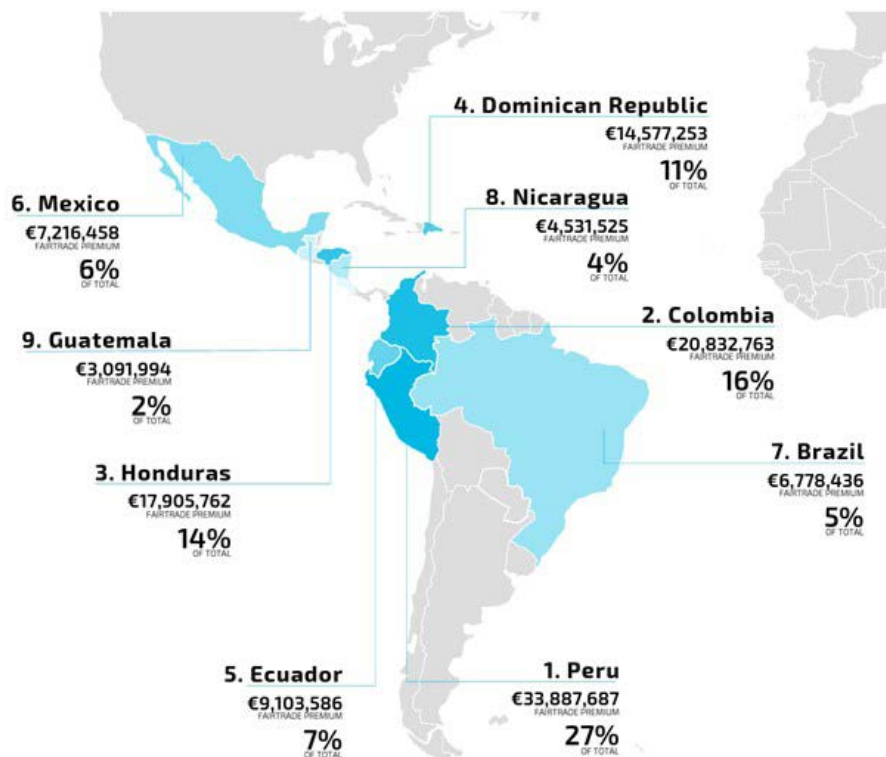 4. Dominican Republic
€14,577,253
FAIRTRADE PREMIUM
11%
OF TOTAL
6. Mexico
€7,216,458
FAIRTRADE PREMIUM
6%
OF TOTAL
8. Nicaragua
€4,531,525
FAIRTRADE PREMIUM
4%
OF TOTAL
9. Guatemala
€3,091,994
FAIRTRADE PREMIUM
2%
OF TOTAL
2. Colombia
€20,832,763
FAIRTRADE PREMIUM
16%
OF TOTAL
3. Honduras
€17,905,762
FAIRTRADE PREMIUM
14%
OF TOTAL
7. Brazil
€6,778,436
FAIRTRADE PREMIUM
5%
OF TOTAL
5. Ecuador
€9,103,586
FAIRTRADE PREMIUM
7%
OF TOTAL
1. Peru
€33,887,687
FAIRTRADE PREMIUM
27%
OF TOTAL